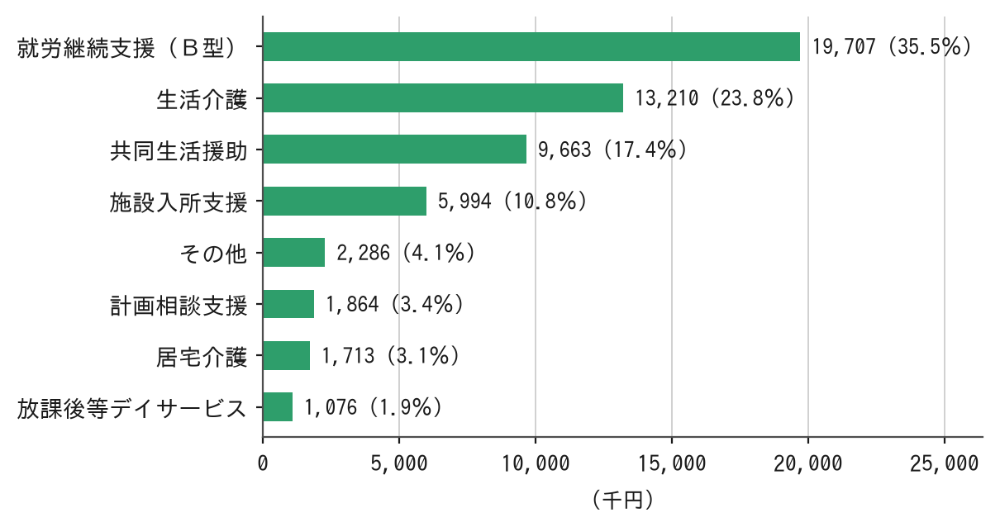 就労継続支援（Ｂ型） 19,707（35.5%）
生活介護 13,210（23.8%）
共同生活援助 9,663（17.4%）
施設入所支援 5,994（10.8%）
その他 2,286（4.1%）
計画相談支援 1,864（3.4%）
居宅介護 1,713（3.1%）
放課後等デイサービス 1,076（1.9%）
0 5,000 10,000 15,000 20,000 25,000
（千円）